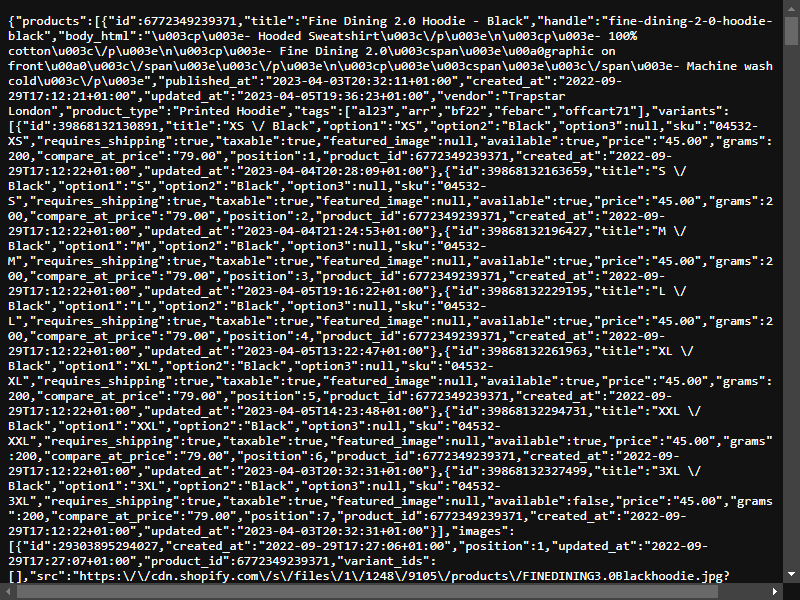 {"products":[{"id":6772349239371,"title":"Fine Dining 2.0 Hoodie - Black","handle":"fine-dining-2-0-hoodie-
black","body_html":"\u003cp\u003e- Hooded Sweatshirt\u003c\/p\u003e\n\u003cp\u003e- 100%
cotton\u003c\/p\u003e\n\u003cp\u003e- Fine Dining 2.0\u003cspan\u003e\u00a0graphic on
front\u00a0\u003c\/span\u003e\u003c\/p\u003e\n\u003cp\u003e\u003cspan\u003e\u003c\/span\u003e- Machine wash
cold\u003c\/p\u003e","published_at":"2023-04-03T20:32:11+01:00","created_at":"2022-09-
29T17:12:21+01:00","updated_at":"2023-04-05T19:36:23+01:00","vendor":"Trapstar
London","product_type":"Printed Hoodie","tags":["al23","arr","bf22","febarc","offcart71"],"variants":
[{"id":39868132130891,"title":"XS \/ Black","option1":"XS","option2":"Black","option3":null,"sku":"04532-
XS","requires_shipping":true,"taxable":true,"featured_image":null,"available":true,"price":"45.00","grams":
200,"compare_at_price":"79.00","position":1,"product_id":6772349239371,"created_at":"2022-09-
29T17:12:22+01:00","updated_at":"2023-04-04T20:28:09+01:00"},{"id":39868132163659,"title":"S \/
Black","option1":"S","option2":"Black","option3":null,"sku":"04532-
S","requires_shipping":true,"taxable":true,"featured_image":null,"available":true,"price":"45.00","grams":2
00,"compare_at_price":"79.00","position":2,"product_id":6772349239371,"created_at":"2022-09-
29T17:12:22+01:00","updated_at":"2023-04-04T21:24:53+01:00"},{"id":39868132196427,"title":"M \/
Black","option1":"M","option2":"Black","option3":null,"sku":"04532-
M","requires_shipping":true,"taxable":true,"featured_image":null,"available":true,"price":"45.00","grams":2
00,"compare_at_price":"79.00","position":3,"product_id":6772349239371,"created_at":"2022-09-
29T17:12:22+01:00","updated_at":"2023-04-05T19:16:22+01:00"},{"id":39868132229195,"title":"L \/
Black","option1":"L","option2":"Black","option3":null,"sku":"04532-
L","requires_shipping":true,"taxable":true,"featured_image":null,"available":true,"price":"45.00","grams":2
00,"compare_at_price":"79.00","position":4,"product_id":6772349239371,"created_at":"2022-09-
29T17:12:22+01:00","updated_at":"2023-04-05T13:22:47+01:00"},{"id":39868132261963,"title":"XL \/
Black","option1":"XL","option2":"Black","option3":null,"sku":"04532-
XL","requires_shipping":true,"taxable":true,"featured_image":null,"available":true,"price":"45.00","grams":
200,"compare_at_price":"79.00","position":5,"product_id":6772349239371,"created_at":"2022-09-
29T17:12:22+01:00","updated_at":"2023-04-05T14:23:48+01:00"},{"id":39868132294731,"title":"XXL \/
Black","option1":"XXL","option2":"Black","option3":null,"sku":"04532-
XXL","requires_shipping":true,"taxable":true,"featured_image":null,"available":true,"price":"45.00","grams"
:200,"compare_at_price":"79.00","position":6,"product_id":6772349239371,"created_at":"2022-09-
29T17:12:22+01:00","updated_at":"2023-04-03T20:32:31+01:00"},{"id":39868132327499,"title":"3XL \/
Black","option1":"3XL","option2":"Black","option3":null,"sku":"04532-
3XL","requires_shipping":true,"taxable":true,"featured_image":null,"available":false,"price":"45.00","grams
":200,"compare_at_price":"79.00","position":7,"product_id":6772349239371,"created_at":"2022-09-
29T17:12:22+01:00","updated_at":"2023-04-03T20:32:31+01:00"}],"images":
[{"id":29303895294027,"created_at":"2022-09-29T17:27:06+01:00","position":1,"updated_at":"2022-09-
29T17:27:07+01:00","product_id":6772349239371,"variant_ids":
[],"src":"https:\/\/cdn.shopify.com\/s\/files\/1\/1248\/9105\/products\/FINEDINING3.0Blackhoodie.jpg?